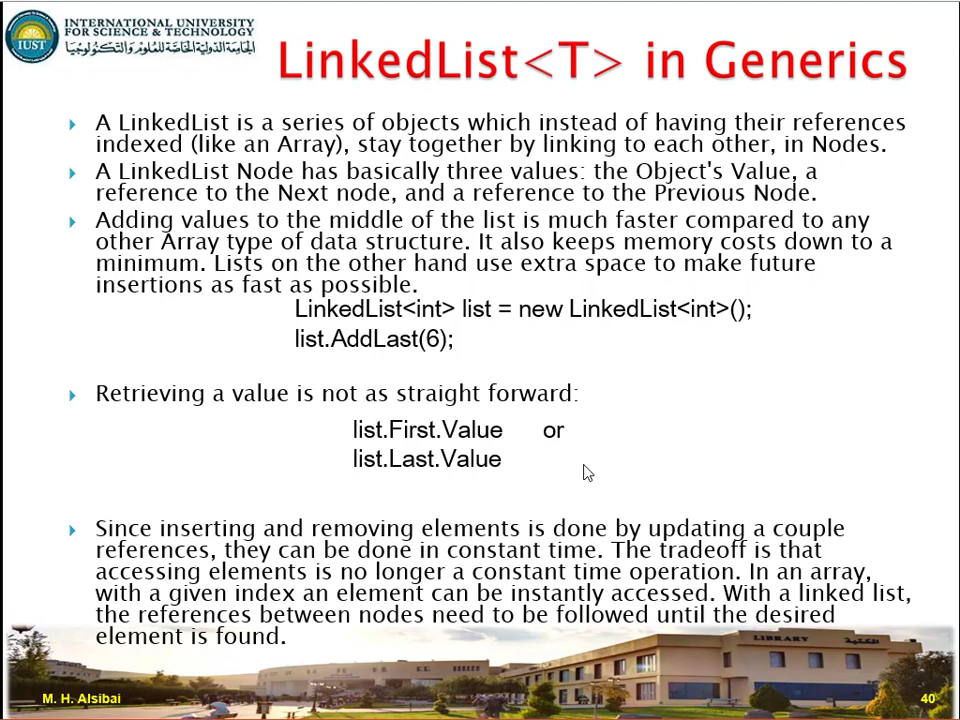 INTERNATIONAL UNIVERSITY
FOR SCIENCE & TECHNOLOGY
الجامعة الدولية الخاصة للعلوم والتكنولوجيا
IUST
LinkedList<T> in Generics
A LinkedList is a series of objects which instead of having their references
indexed (like an Array), stay together by linking to each other, in Nodes.
A LinkedList Node has basically three values: the Object's Value, a
reference to the Next node, and a reference to the Previous Node.
Adding values to the middle of the list is much faster compared to any
other Array type of data structure. It also keeps memory costs down to a
minimum. Lists on the other hand use extra space to make future
insertions as fast as possible.
LinkedList<int> list = new LinkedList<int>();
list.AddLast(6);
Retrieving a value is not as straight forward:
list.First.Value or
list.Last.Value
Since inserting and removing elements is done by updating a couple
references, they can be done in constant time. The tradeoff is that
accessing elements is no longer a constant time operation. In an array,
with a given index an element can be instantly accessed. With a linked list,
the references between nodes need to be followed until the desired
element is found.
LIBRARY المكتبة
M. H. Alsibai
40